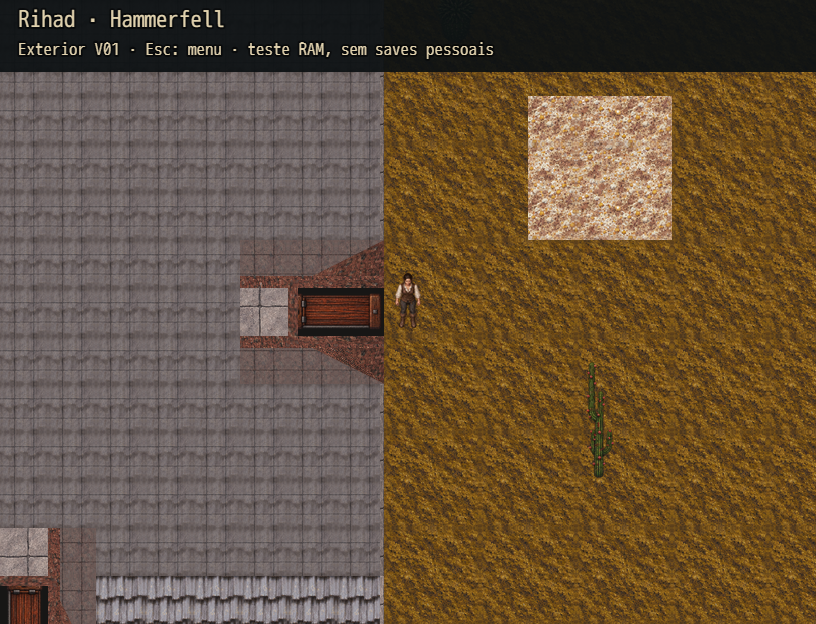 Rihad · Hammerfell
Exterior V01 · Esc: menu · teste RAM, sem saves pessoais